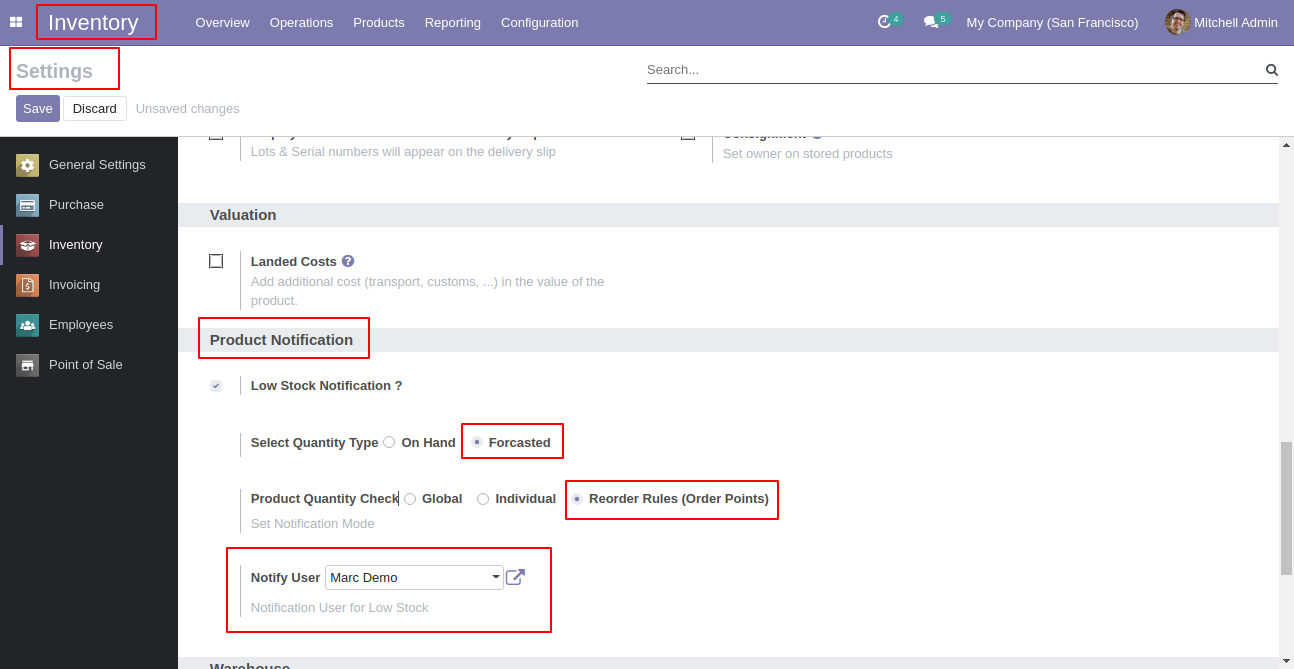 Inventory Overview Operations Products Reporting Configuration 4 5 My Company (San Francisco) Mitchell Admin
Settings Search...
Save Discard Unsaved changes
General Settings
Purchase
Inventory
Invoicing
Employees
Point of Sale
Lots & Serial numbers will appear on the delivery slip
Consignment ?
Set owner on stored products
Valuation
Landed Costs ?
Add additional cost (transport, customs, ...) in the value of the
product.
Product Notification
Low Stock Notification ?
Select Quantity Type On Hand Forcasted
Product Quantity Check Global Individual Reorder Rules (Order Points)
Set Notification Mode
Notify User Marc Demo
Notification User for Low Stock
Warehouse